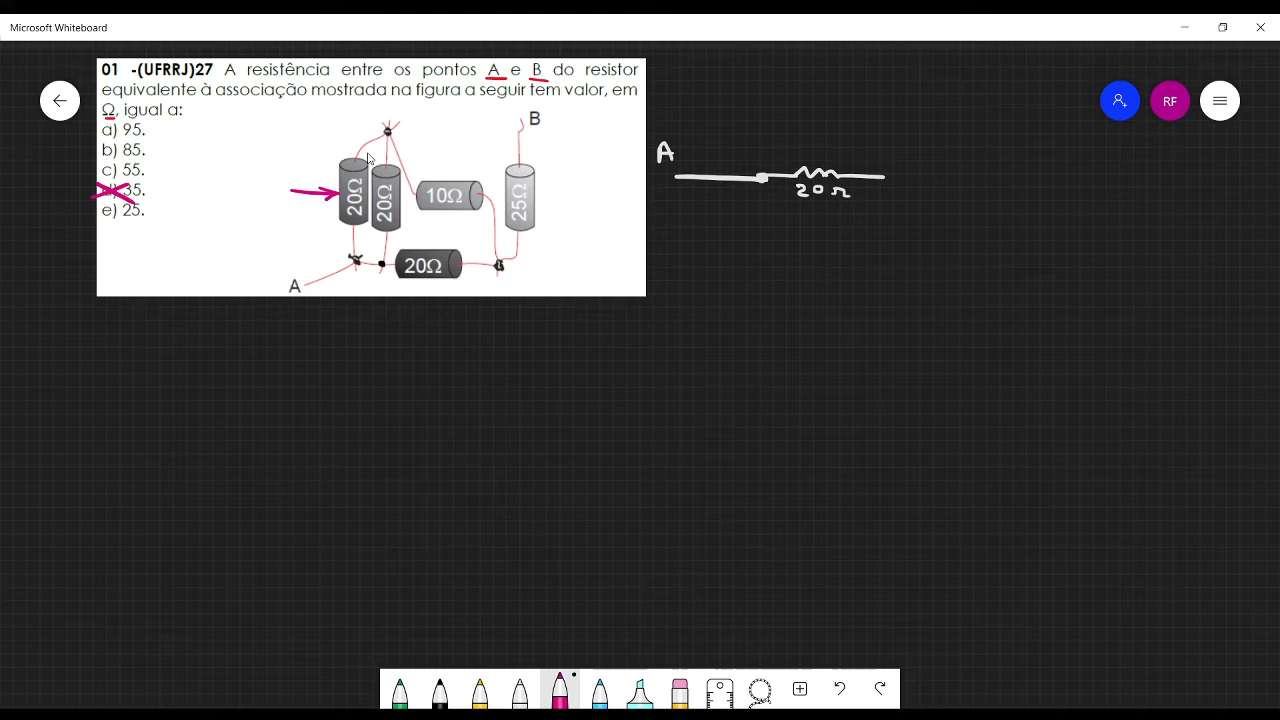 Microsoft Whiteboard
01 -(UFRRJ)27 A resistência entre os pontos A e B do resistor
equivalente à associação mostrada na figura a seguir tem valor, em
Ω, igual a:
a) 95.
b) 85.
c) 55.
d) 35.
e) 25.
B
20Ω
20Ω
10Ω
25Ω
20Ω
A
A
20Ω
RF